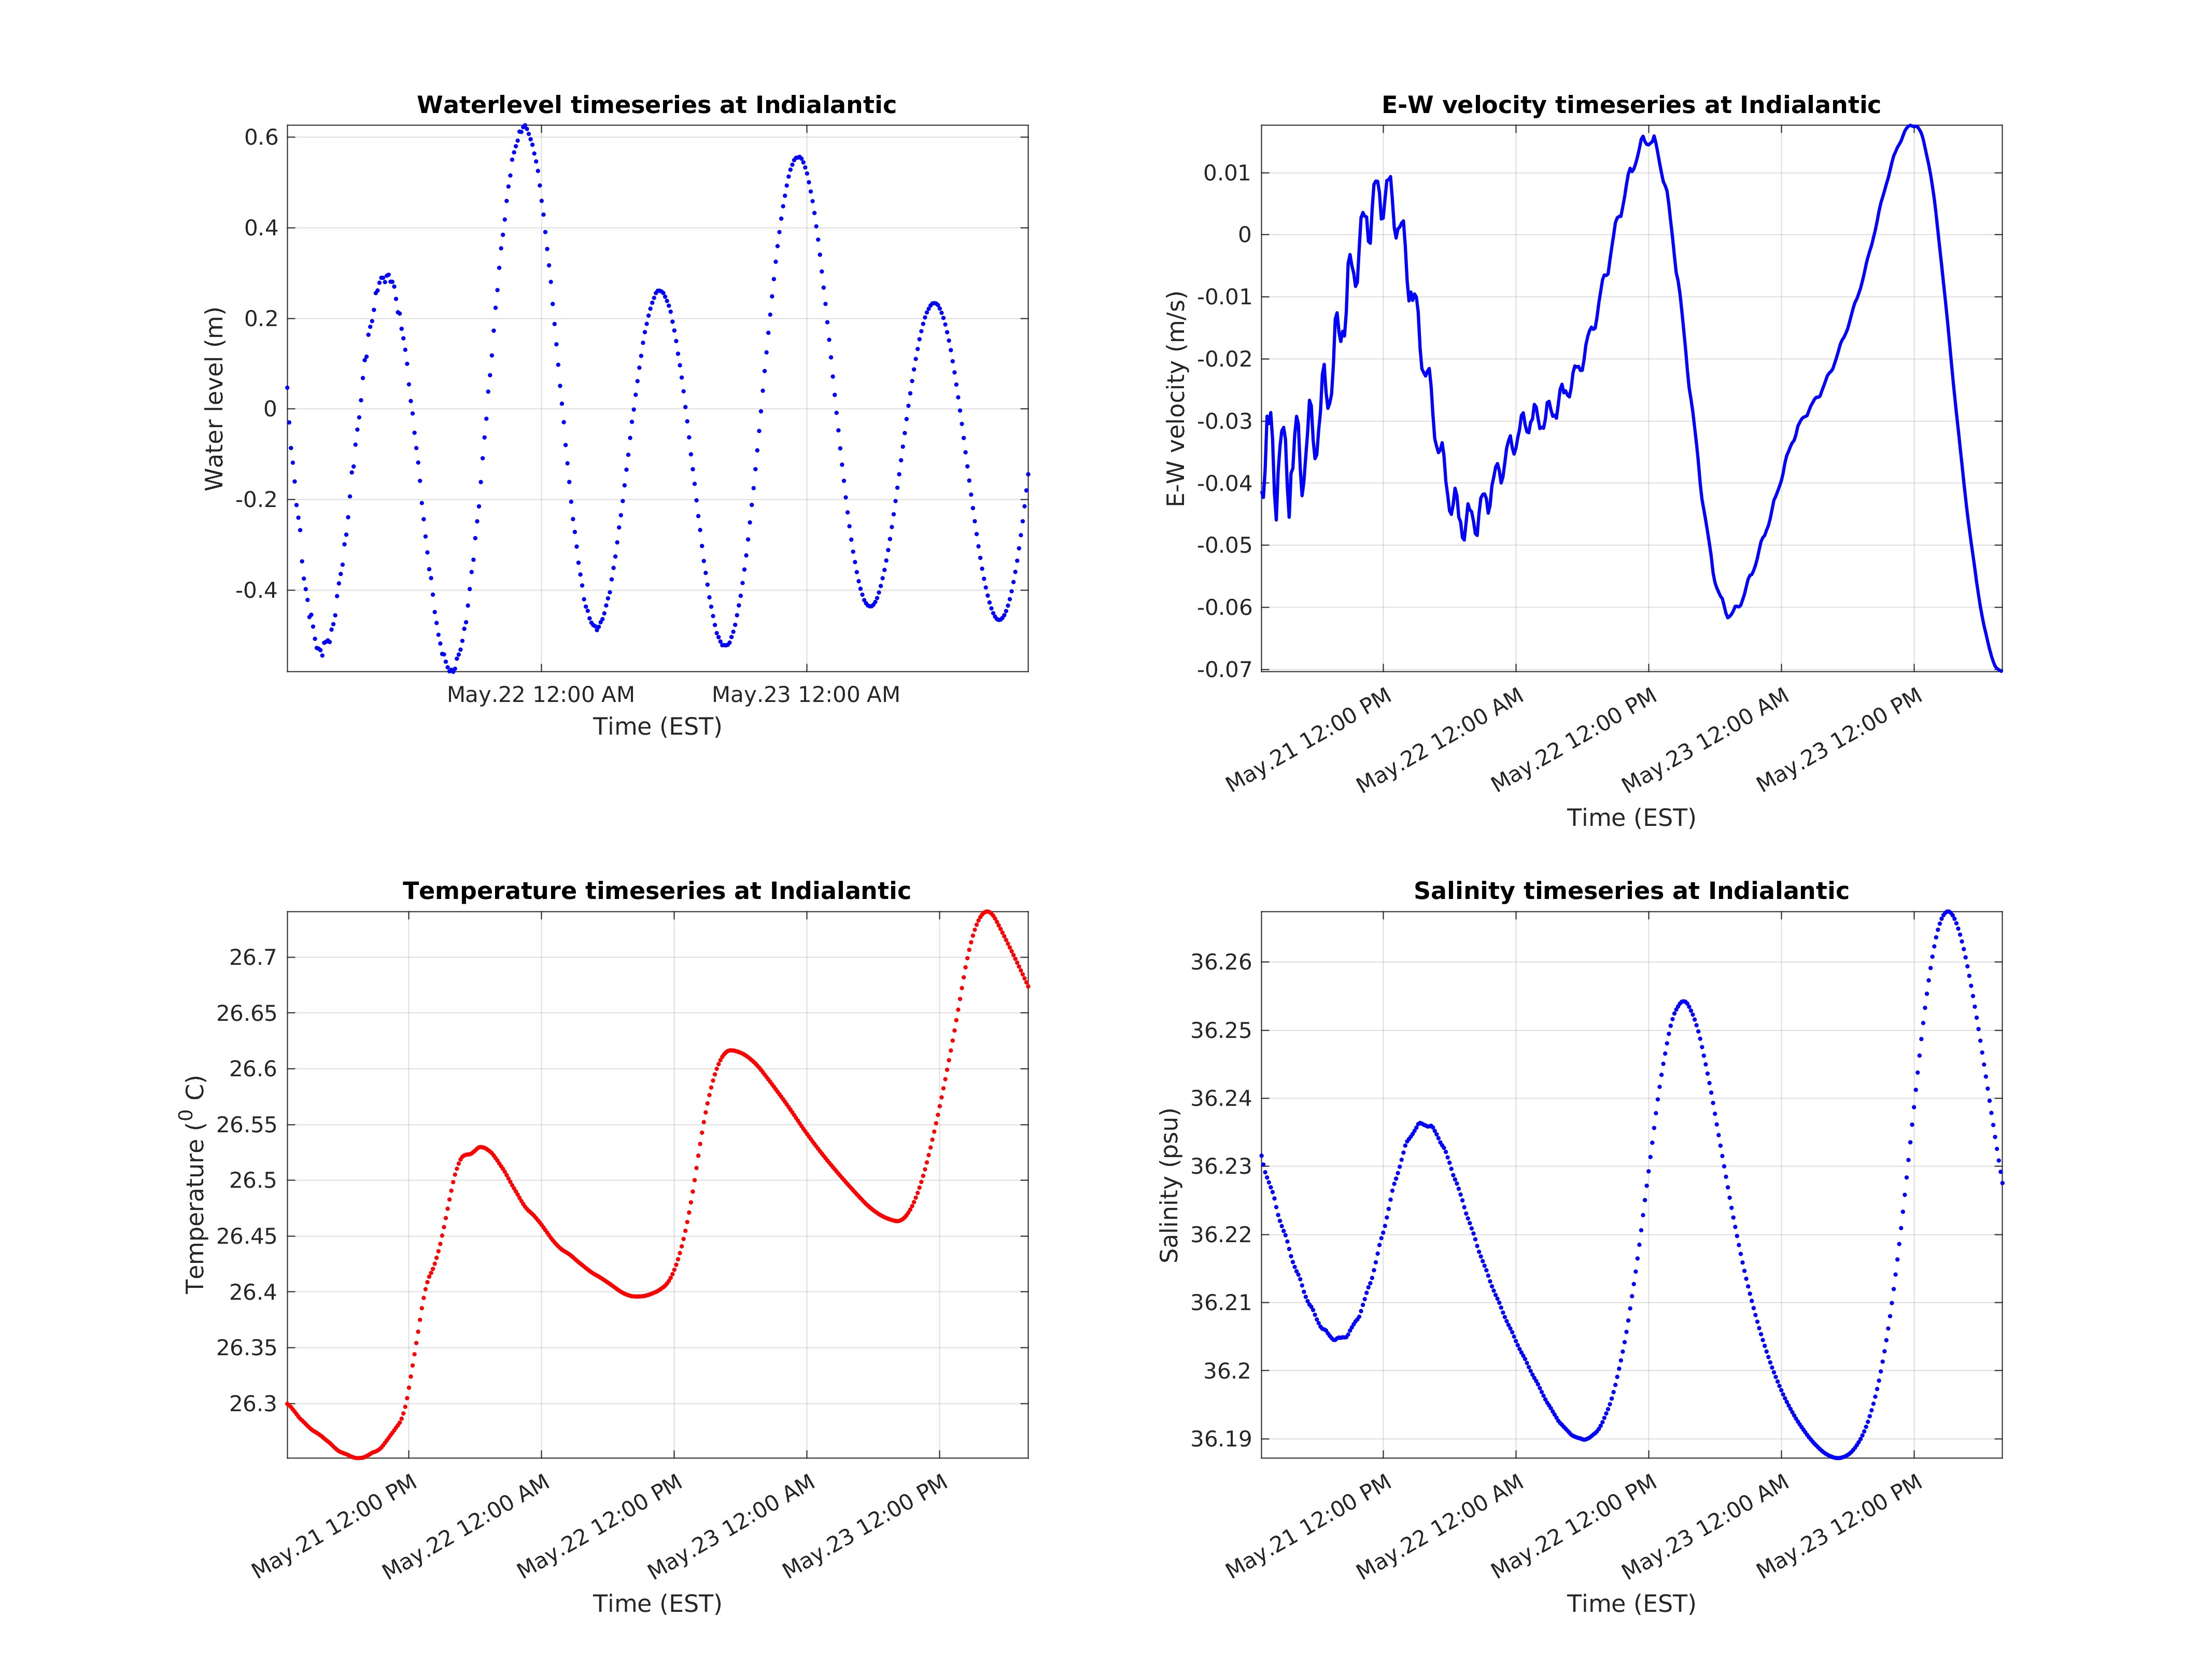 Waterlevel timeseries at Indialantic
0.6
0.4
0.2
0
-0.2
-0.4
Water level (m)
May.22 12:00 AM
May.23 12:00 AM
Time (EST)
E-W velocity timeseries at Indialantic
0.01
0
-0.01
-0.02
-0.03
-0.04
-0.05
-0.06
-0.07
E-W velocity (m/s)
May.21 12:00 PM
May.22 12:00 AM
May.22 12:00 PM
May.23 12:00 AM
May.23 12:00 PM
Time (EST)
Temperature timeseries at Indialantic
26.7
26.65
26.6
26.55
26.5
26.45
26.4
26.35
26.3
Temperature (⁰ C)
May.21 12:00 PM
May.22 12:00 AM
May.22 12:00 PM
May.23 12:00 AM
May.23 12:00 PM
Time (EST)
Salinity timeseries at Indialantic
36.26
36.25
36.24
36.23
36.22
36.21
36.2
36.19
Salinity (psu)
May.21 12:00 PM
May.22 12:00 AM
May.22 12:00 PM
May.23 12:00 AM
May.23 12:00 PM
Time (EST)